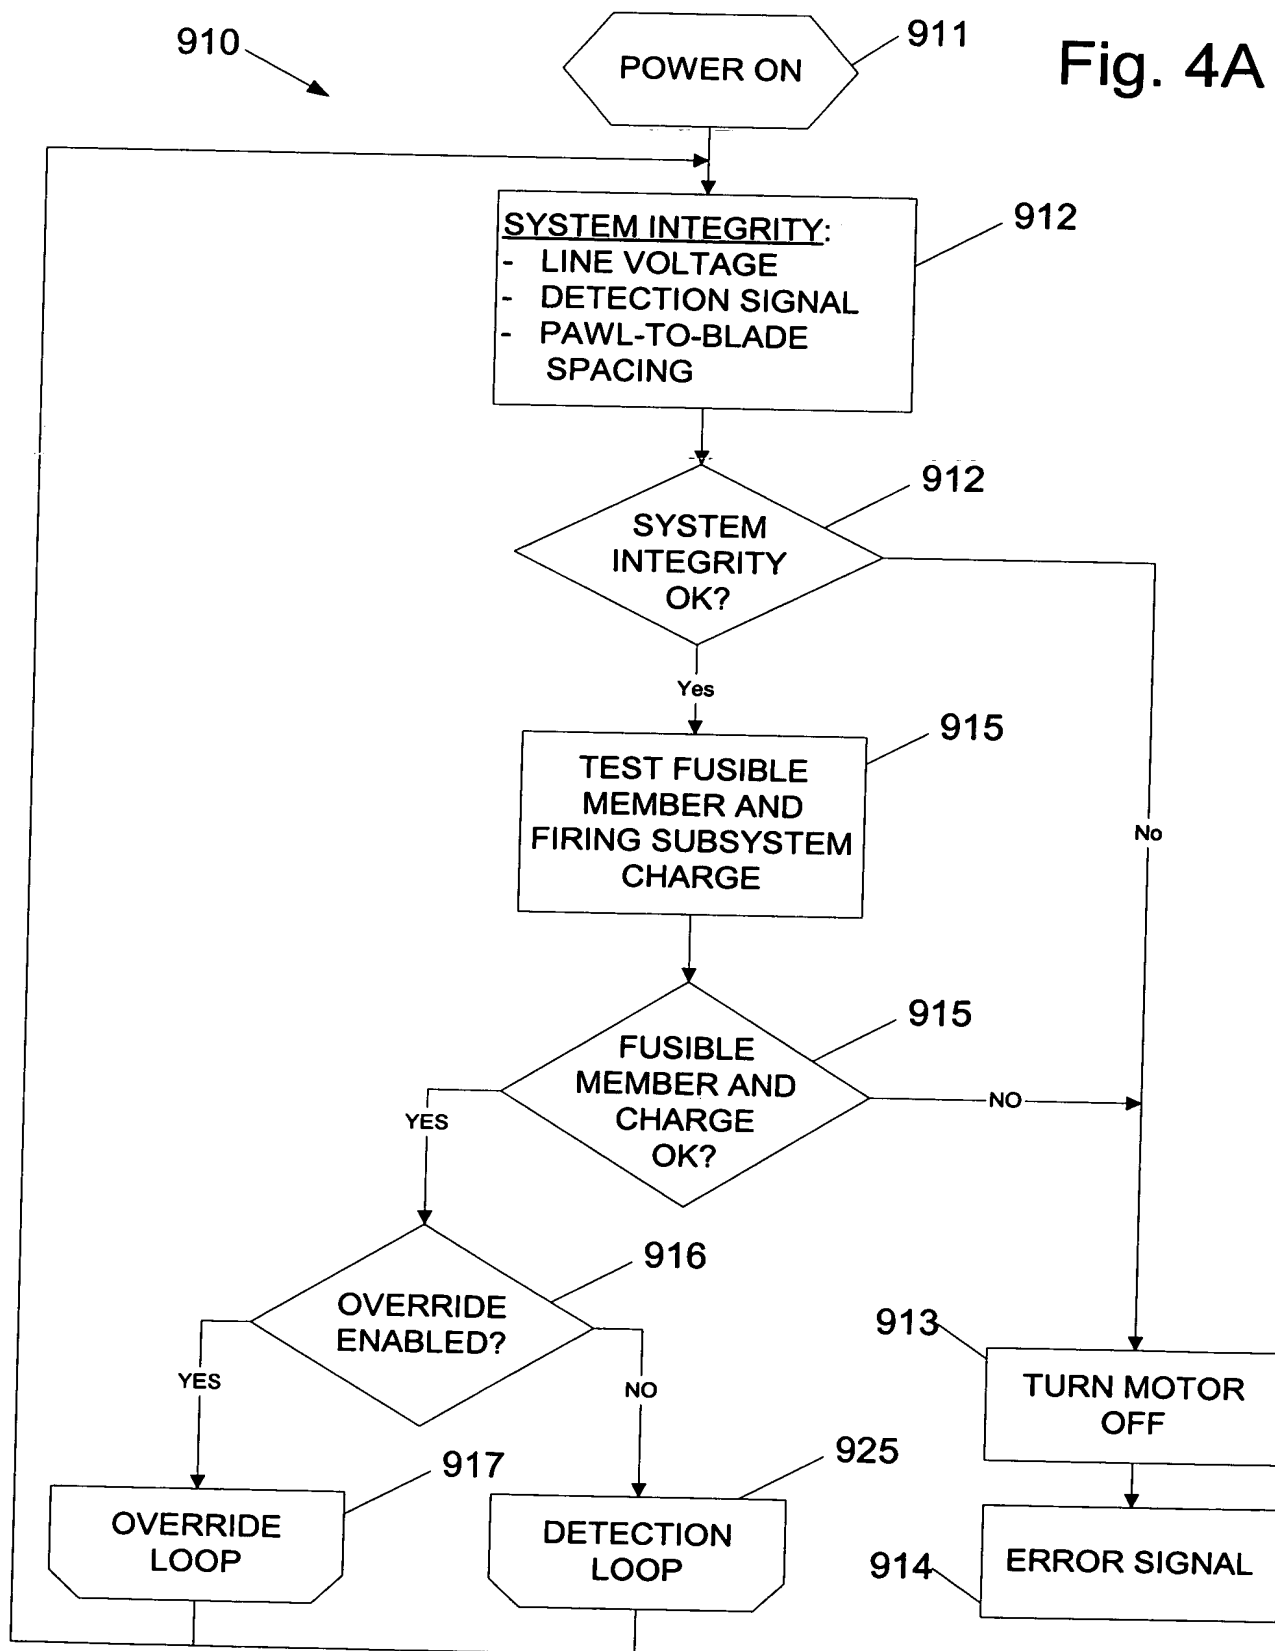 910
POWER ON
911
Fig. 4A
SYSTEM INTEGRITY:
- LINE VOLTAGE
- DETECTION SIGNAL
- PAWL-TO-BLADE
SPACING
912
SYSTEM
INTEGRITY
OK?
912
Yes
No
TEST FUSIBLE
MEMBER AND
FIRING SUBSYSTEM
CHARGE
915
FUSIBLE
MEMBER AND
CHARGE
OK?
915
YES
NO
OVERRIDE
ENABLED?
916
YES
NO
913
TURN MOTOR
OFF
OVERRIDE
LOOP
917
DETECTION
LOOP
925
914
ERROR SIGNAL